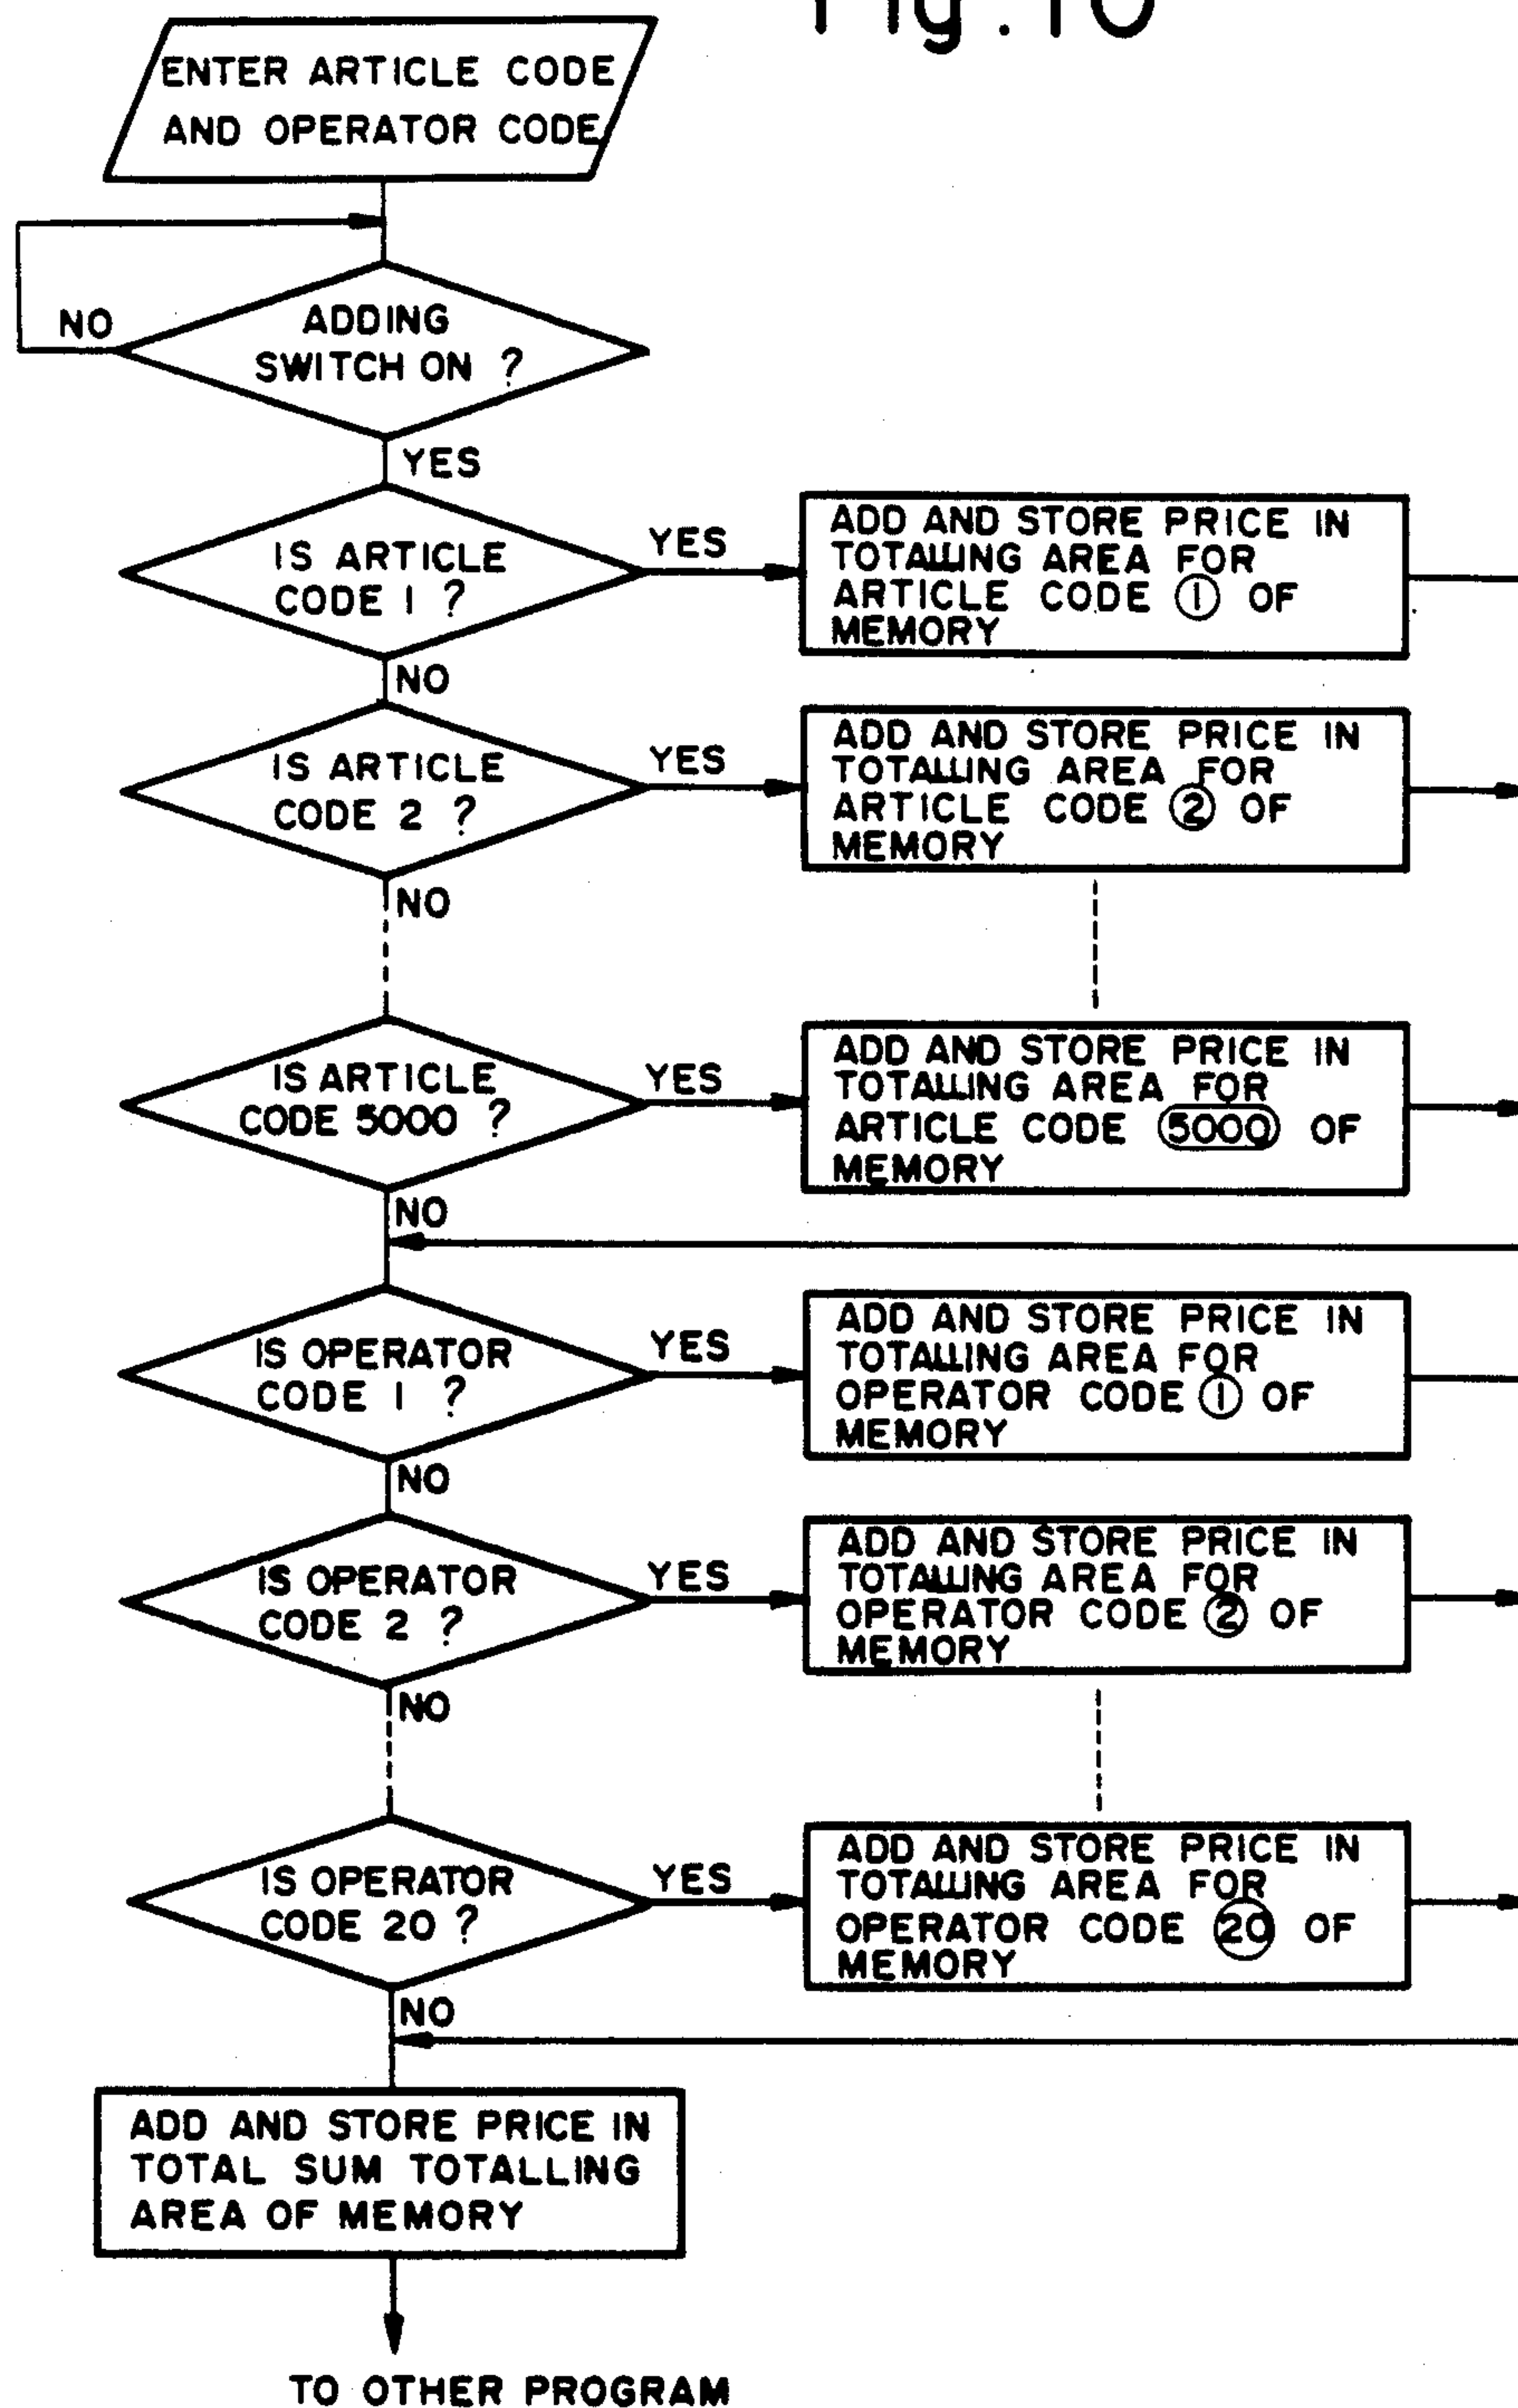 Fig.10
ENTER ARTICLE CODE
AND OPERATOR CODE
NO
ADDING
SWITCH ON ?
YES
IS ARTICLE
CODE 1 ?
YES
ADD AND STORE PRICE IN
TOTALLING AREA FOR
ARTICLE CODE ① OF
MEMORY
NO
IS ARTICLE
CODE 2 ?
YES
ADD AND STORE PRICE IN
TOTALLING AREA FOR
ARTICLE CODE ② OF
MEMORY
NO
IS ARTICLE
CODE 5000 ?
YES
ADD AND STORE PRICE IN
TOTALLING AREA FOR
ARTICLE CODE 5000 OF
MEMORY
NO
IS OPERATOR
CODE 1 ?
YES
ADD AND STORE PRICE IN
TOTALLING AREA FOR
OPERATOR CODE ① OF
MEMORY
NO
IS OPERATOR
CODE 2 ?
YES
ADD AND STORE PRICE IN
TOTALLING AREA FOR
OPERATOR CODE ② OF
MEMORY
NO
IS OPERATOR
CODE 20 ?
YES
ADD AND STORE PRICE IN
TOTALLING AREA FOR
OPERATOR CODE ⑳ OF
MEMORY
NO
ADD AND STORE PRICE IN
TOTAL SUM TOTALLING
AREA OF MEMORY
TO OTHER PROGRAM